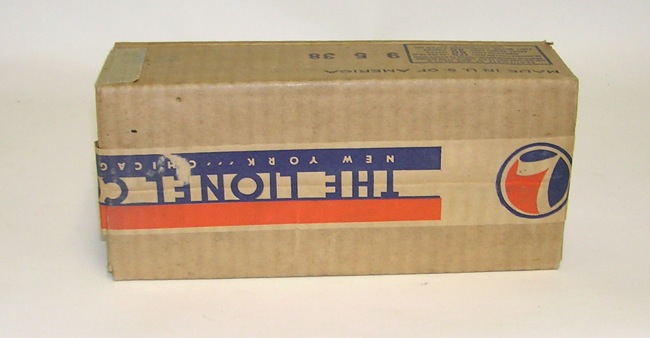 MADE IN U.S. OF AMERICA
9 5 38
THE LIONEL C
NEW YORK ... CHICAG
L